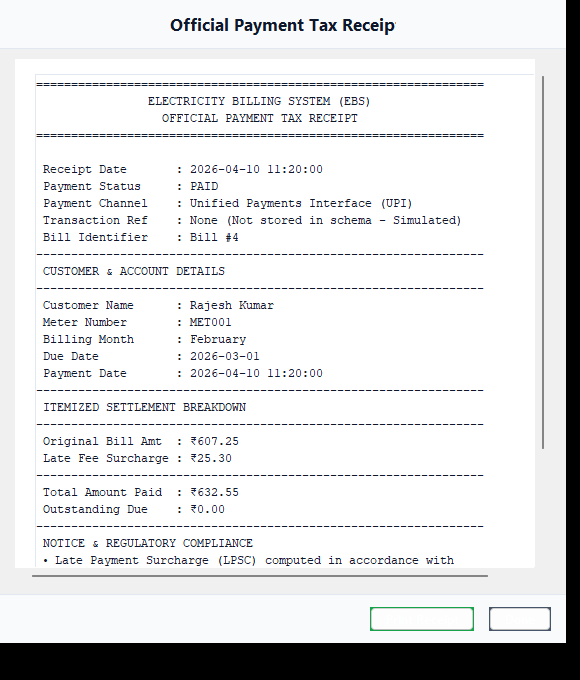 Official Payment Tax Receip
================================================================
ELECTRICITY BILLING SYSTEM (EBS)
OFFICIAL PAYMENT TAX RECEIPT
================================================================
Receipt Date : 2026-04-10 11:20:00
Payment Status : PAID
Payment Channel : Unified Payments Interface (UPI)
Transaction Ref : None (Not stored in schema - Simulated)
Bill Identifier : Bill #4
----------------------------------------------------------------
CUSTOMER & ACCOUNT DETAILS
----------------------------------------------------------------
Customer Name : Rajesh Kumar
Meter Number : MET001
Billing Month : February
Due Date : 2026-03-01
Payment Date : 2026-04-10 11:20:00
----------------------------------------------------------------
ITEMIZED SETTLEMENT BREAKDOWN
----------------------------------------------------------------
Original Bill Amt : ₹607.25
Late Fee Surcharge : ₹25.30
----------------------------------------------------------------
Total Amount Paid : ₹632.55
Outstanding Due : ₹0.00
----------------------------------------------------------------
NOTICE & REGULATORY COMPLIANCE
• Late Payment Surcharge (LPSC) computed in accordance with